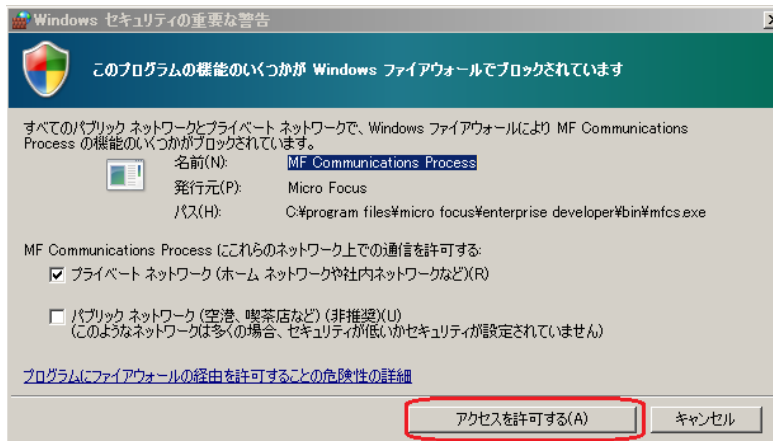 Windows セキュリティの重要な警告
このプログラムの機能のいくつかが Windows ファイアウォールでブロックされています
すべてのパブリック ネットワークとプライベート ネットワークで、Windows ファイアウォールにより MF Communications
Process の機能のいくつかがブロックされています。
名前(N): MF Communications Process
発行元(P): Micro Focus
パス(H): C:¥program files¥micro focus¥enterprise developer¥bin¥mfcs.exe
MF Communications Process にこれらのネットワーク上での通信を許可する:
プライベート ネットワーク (ホーム ネットワークや社内ネットワークなど)(R)
パブリック ネットワーク (空港、喫茶店など) (非推奨)(U)
(このようなネットワークは多くの場合、セキュリティが低いかセキュリティが設定されていません)
プログラムにファイアウォールの経由を許可することの危険性の詳細
アクセスを許可する(A) キャンセル